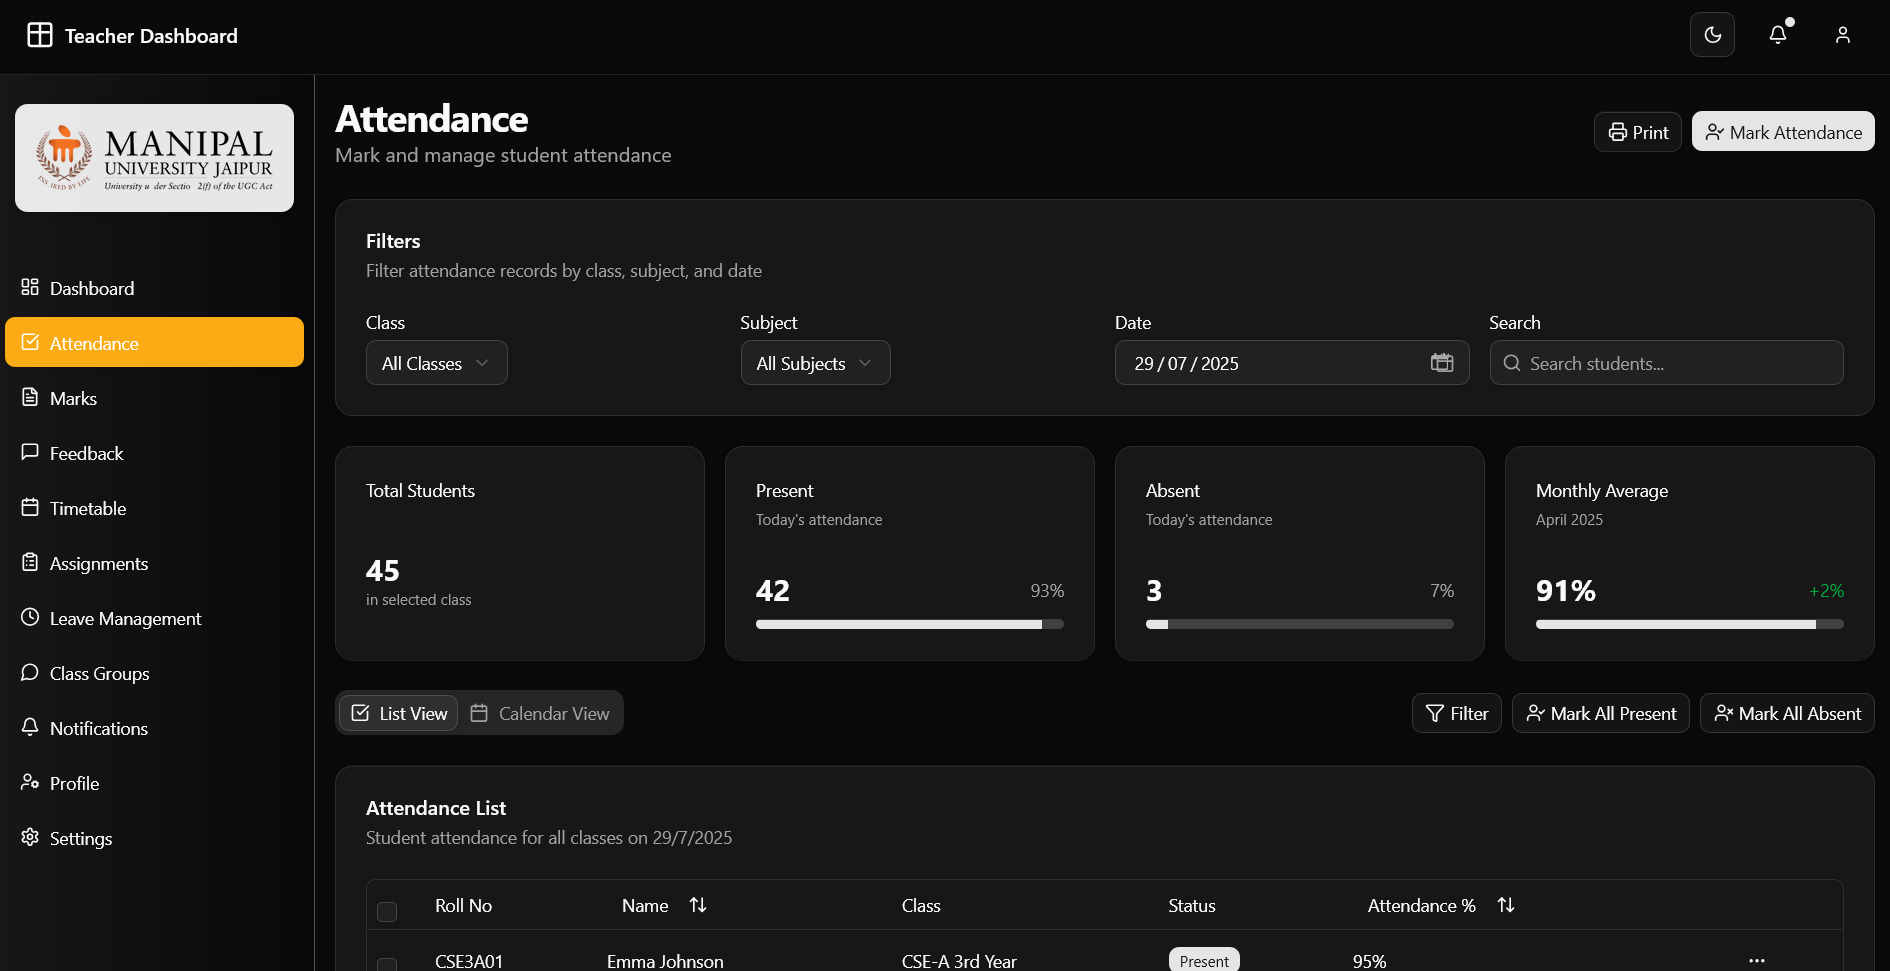 Teacher Dashboard
MANIPAL
UNIVERSITY JAIPUR
University u der Sectio 2(f) of the UGC Act
INS IRED BY LIFE
Dashboard
Attendance
Marks
Feedback
Timetable
Assignments
Leave Management
Class Groups
Notifications
Profile
Settings
Attendance
Mark and manage student attendance
Print
Mark Attendance
Filters
Filter attendance records by class, subject, and date
Class
Subject
Date
Search
All Classes
All Subjects
29 / 07 / 2025
Search students...
Total Students
45
in selected class
Present
Today's attendance
42
93%
Absent
Today's attendance
3
7%
Monthly Average
April 2025
91%
+2%
List View
Calendar View
Filter
Mark All Present
Mark All Absent
Attendance List
Student attendance for all classes on 29/7/2025
Roll No
Name
Class
Status
Attendance %
CSE3A01
Emma Johnson
CSE-A 3rd Year
Present
95%